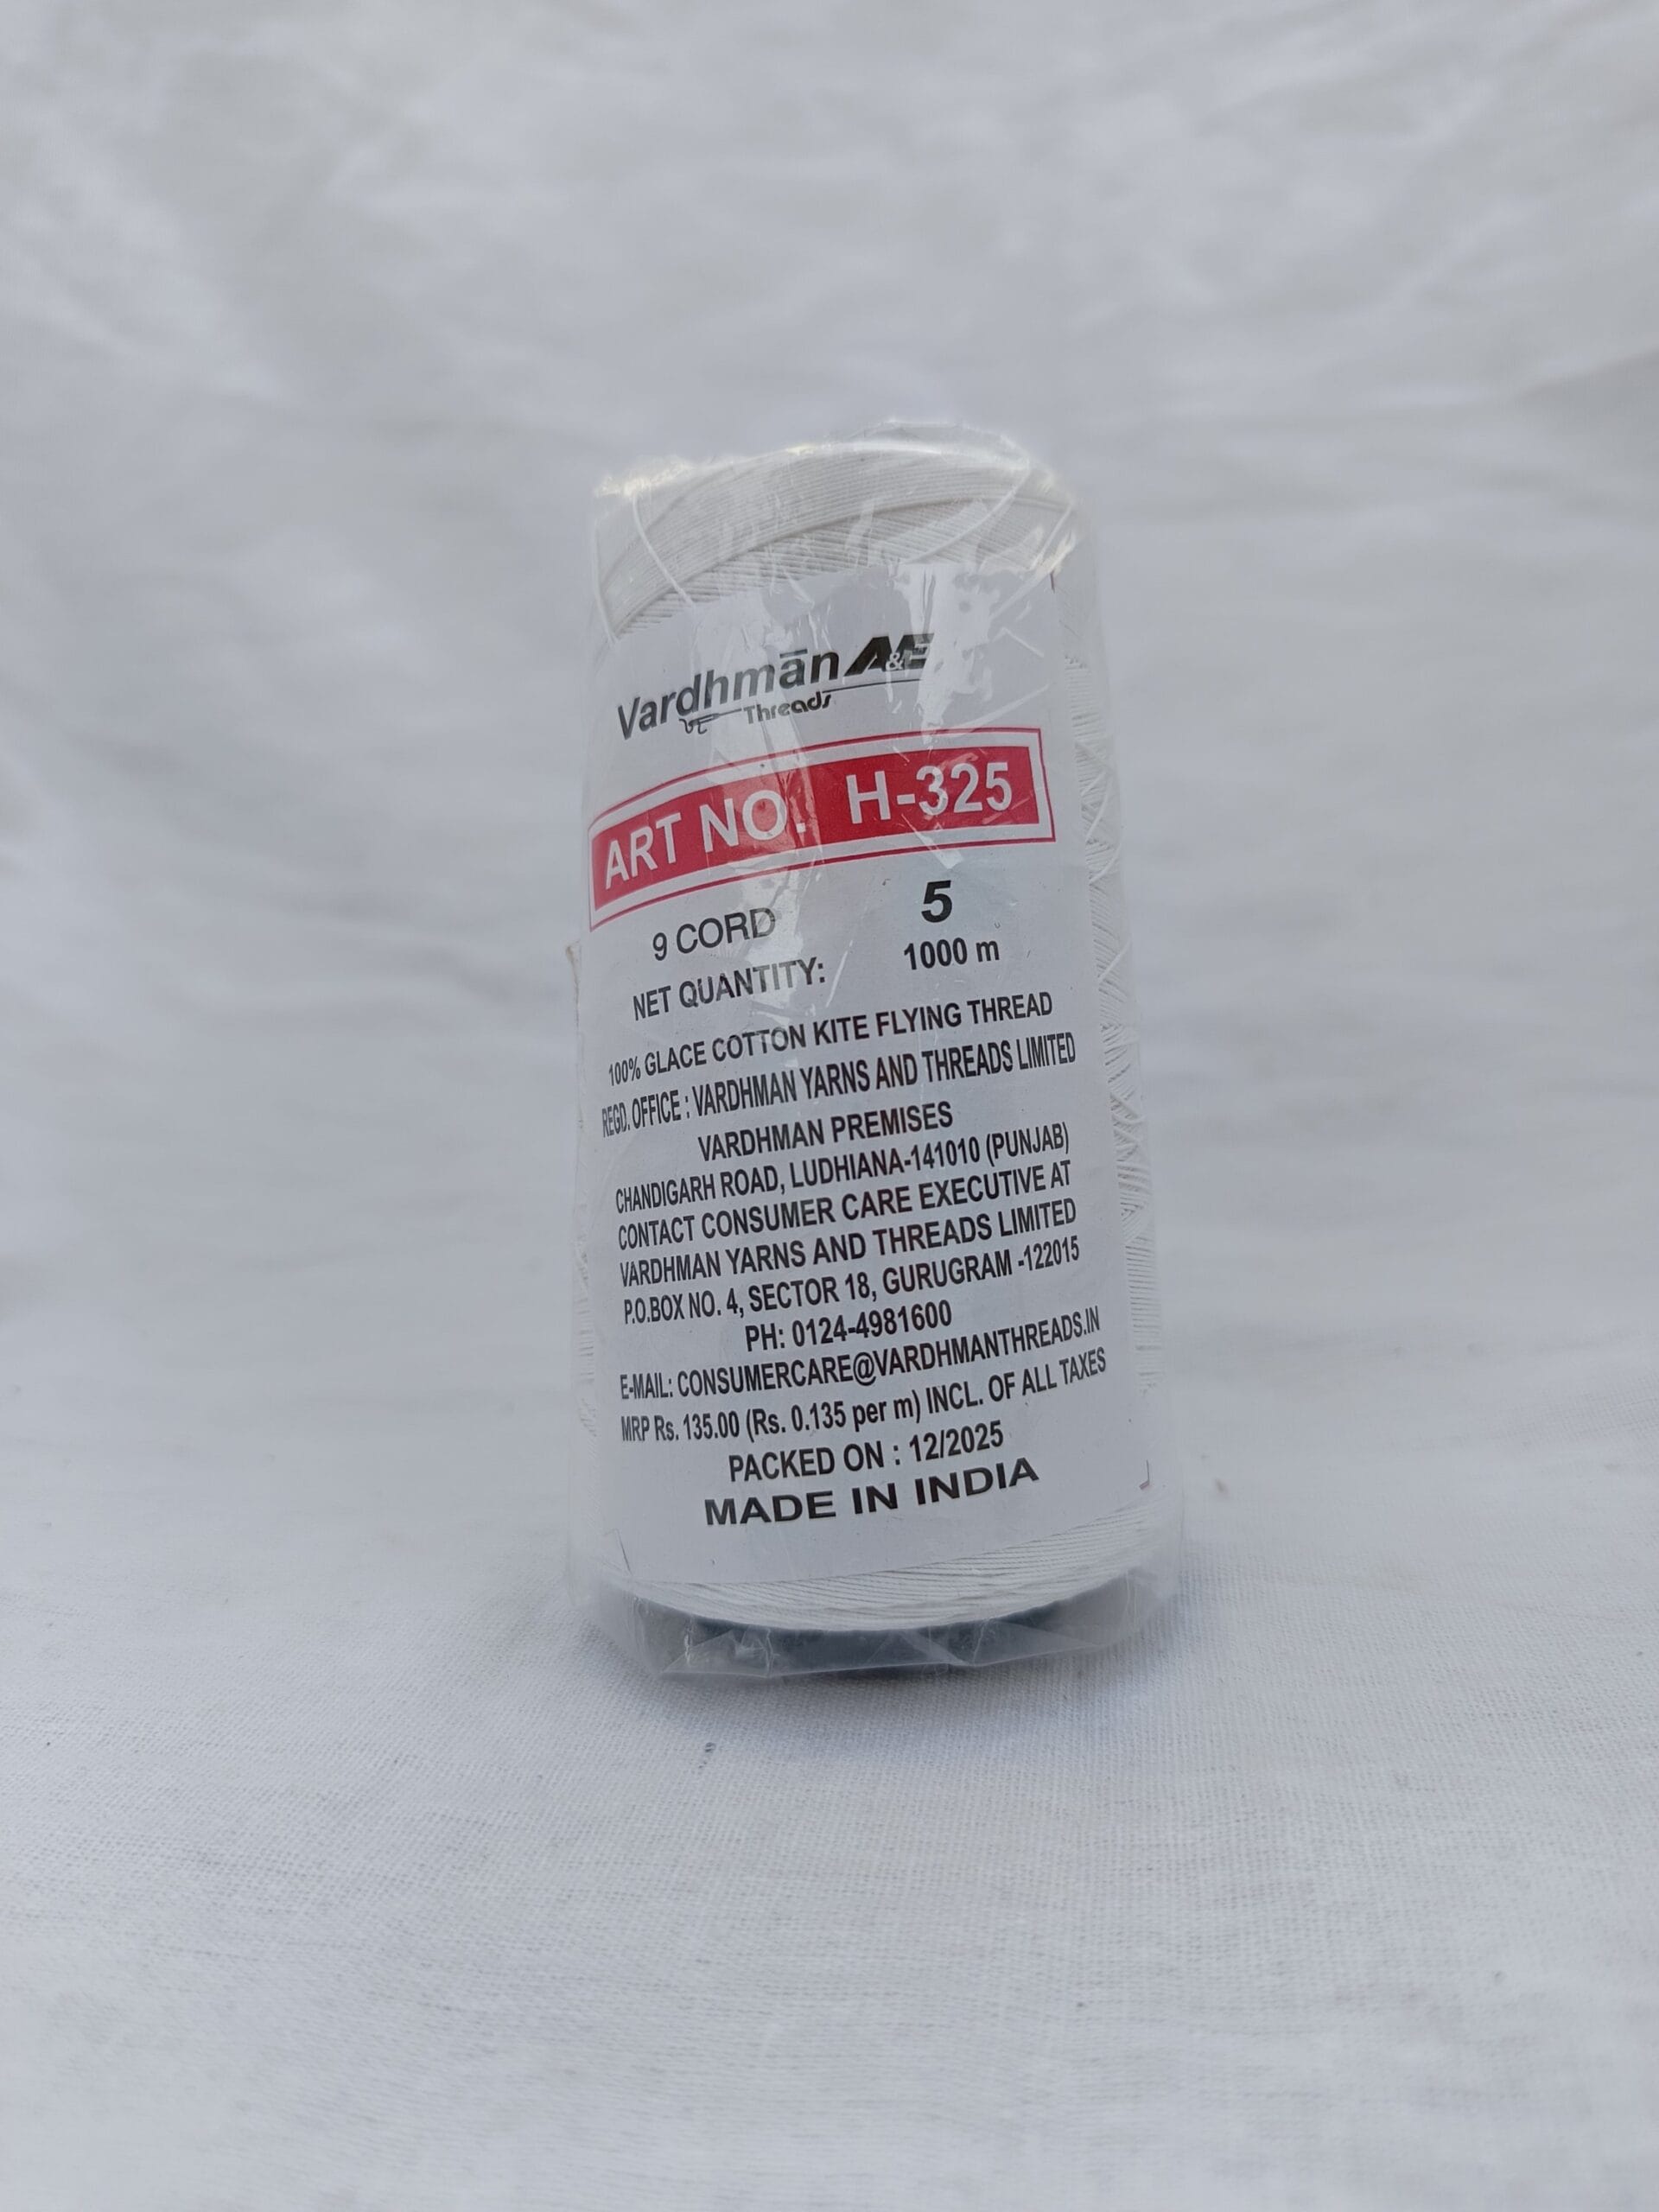 Vardhmān A&E
Threads
ART NO. H-325
9 CORD 5
NET QUANTITY: 1000 m
100% GLACE COTTON KITE FLYING THREAD
REGD. OFFICE : VARDHMAN YARNS AND THREADS LIMITED
VARDHMAN PREMISES
CHANDIGARH ROAD, LUDHIANA-141010 (PUNJAB)
CONTACT CONSUMER CARE EXECUTIVE AT
VARDHMAN YARNS AND THREADS LIMITED
P.O.BOX NO. 4, SECTOR 18, GURUGRAM -122015
PH: 0124-4981600
E-MAIL: CONSUMERCARE@VARDHMANTHREADS.IN
MRP Rs. 135.00 (Rs. 0.135 per m) INCL. OF ALL TAXES
PACKED ON : 12/2025
MADE IN INDIA